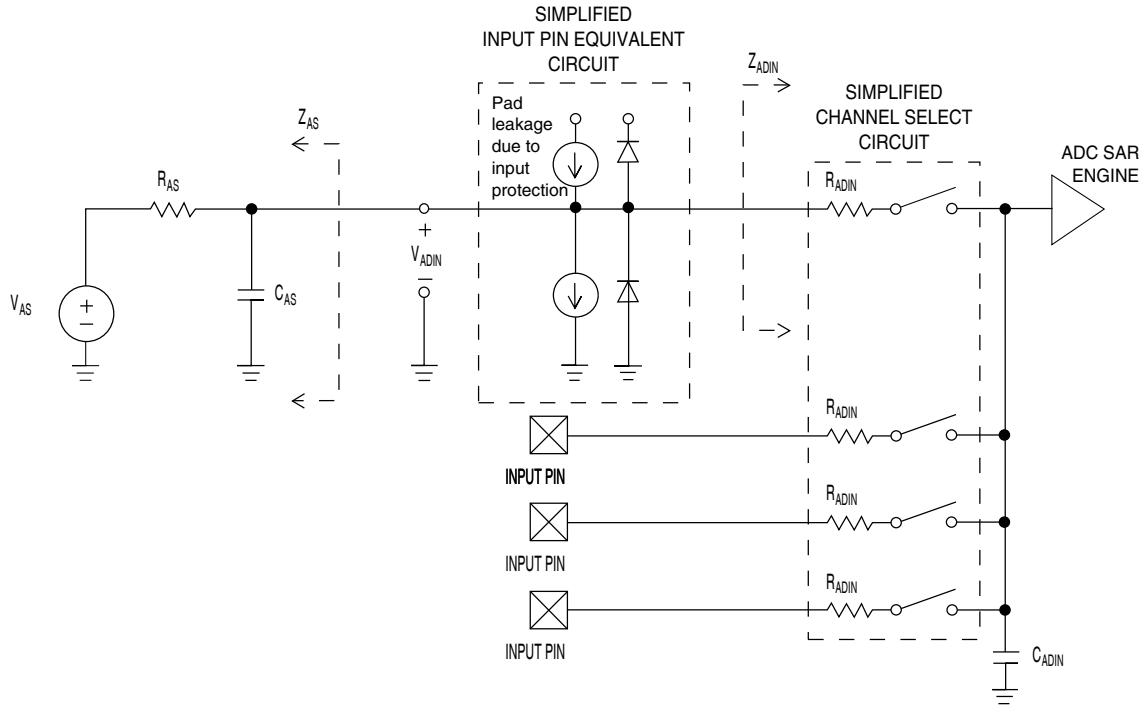 SIMPLIFIED
INPUT PIN EQUIVALENT
CIRCUIT
Pad
leakage
due to
input
protection
Z_ADIN
SIMPLIFIED
CHANNEL SELECT
CIRCUIT
ADC SAR
ENGINE
Z_AS
R_AS
R_ADIN
+
V_ADIN
–
V_AS
+
–
C_AS
R_ADIN
INPUT PIN
R_ADIN
INPUT PIN
R_ADIN
INPUT PIN
C_ADIN